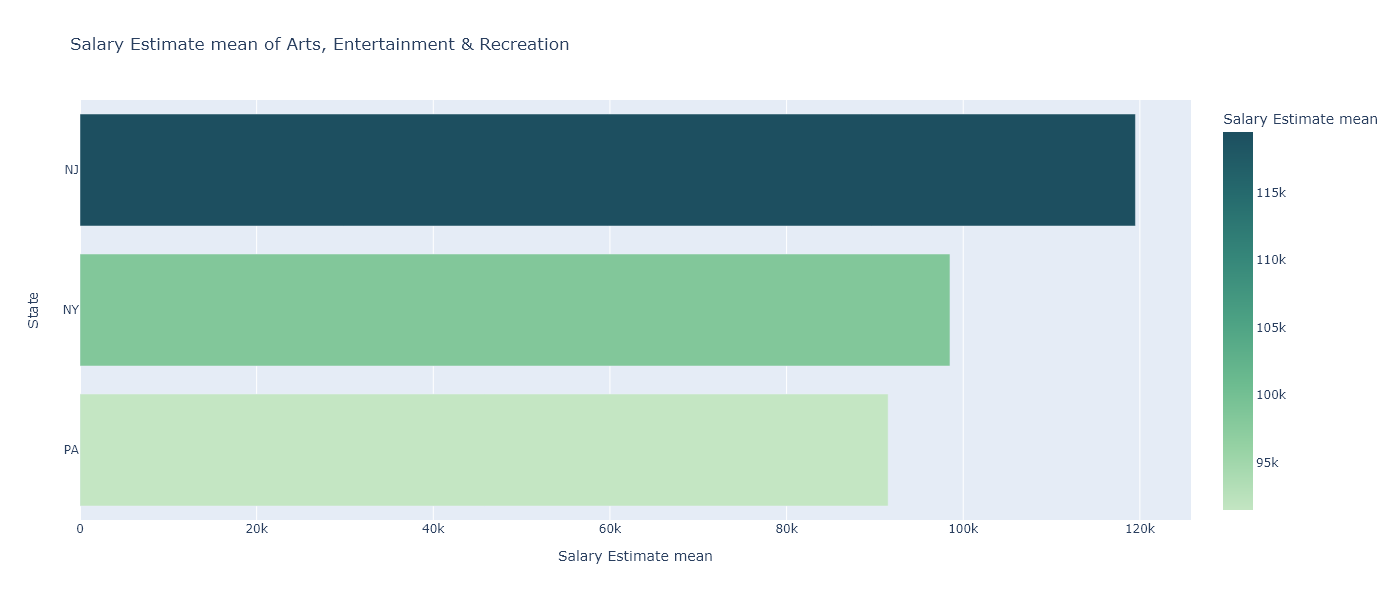 Salary Estimate mean of Arts, Entertainment & Recreation
Salary Estimate mean
NJ
NY
PA
State
0 20k 40k 60k 80k 100k 120k
Salary Estimate mean
115k
110k
105k
100k
95k